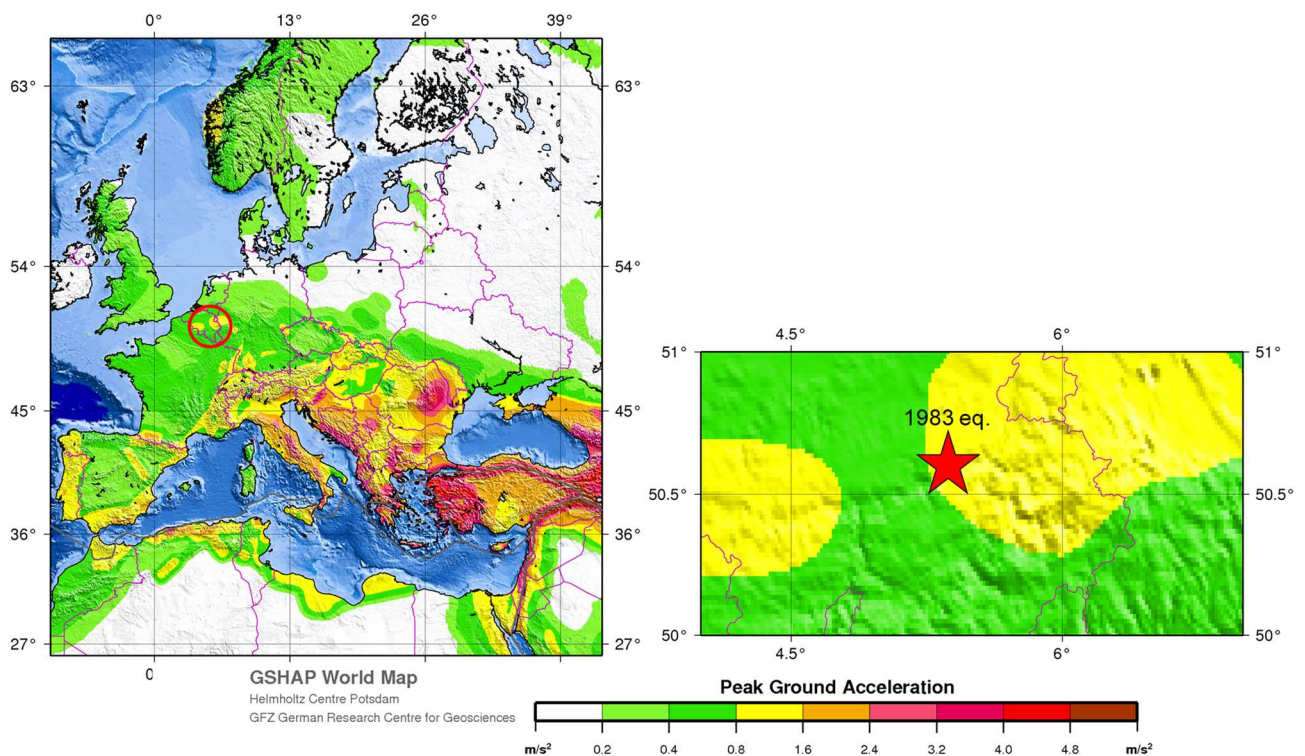 0° 13° 26° 39°
63° 63°
54° 54°
45° 45°
36° 36°
27° 27°
0 13° 26° 39°
GSHAP World Map
Helmholtz Centre Potsdam
GFZ German Research Centre for Geosciences
4.5° 6°
51° 51°
1983 eq.
50.5° 50.5°
50° 50°
4.5° 6°
Peak Ground Acceleration
m/s² 0.2 0.4 0.8 1.6 2.4 3.2 4.0 4.8 m/s²